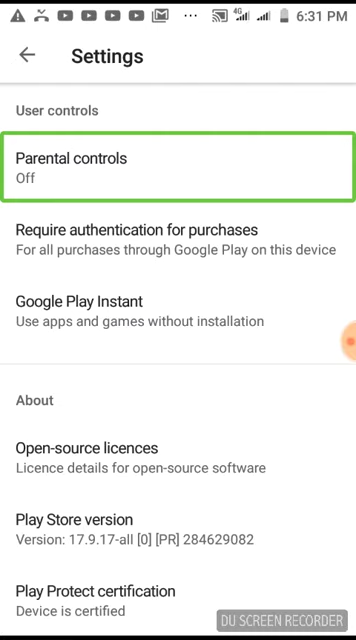 4G
6:31 PM
Settings
User controls
Parental controls
Off
Require authentication for purchases
For all purchases through Google Play on this device
Google Play Instant
Use apps and games without installation
About
Open-source licences
Licence details for open-source software
Play Store version
Version: 17.9.17-all [0] [PR] 284629082
Play Protect certification
Device is certified
DU SCREEN RECORDER